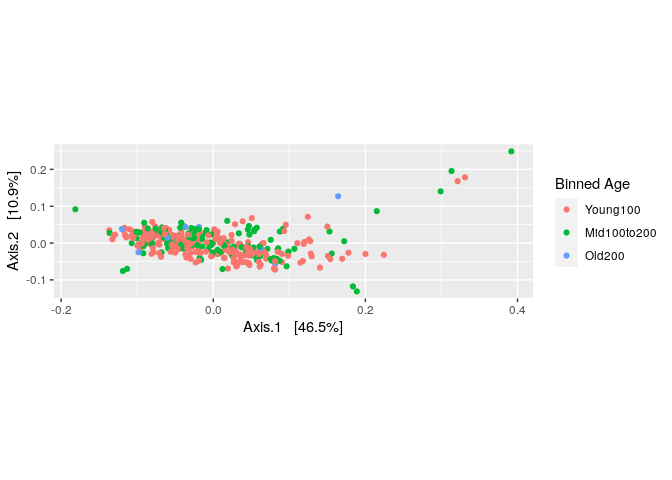 0.2
0.1
0.0
-0.1
Axis.2 [10.9%]
-0.2
0.0
0.2
0.4
Axis.1 [46.5%]
Binned Age
Young100
Mid100to200
Old200